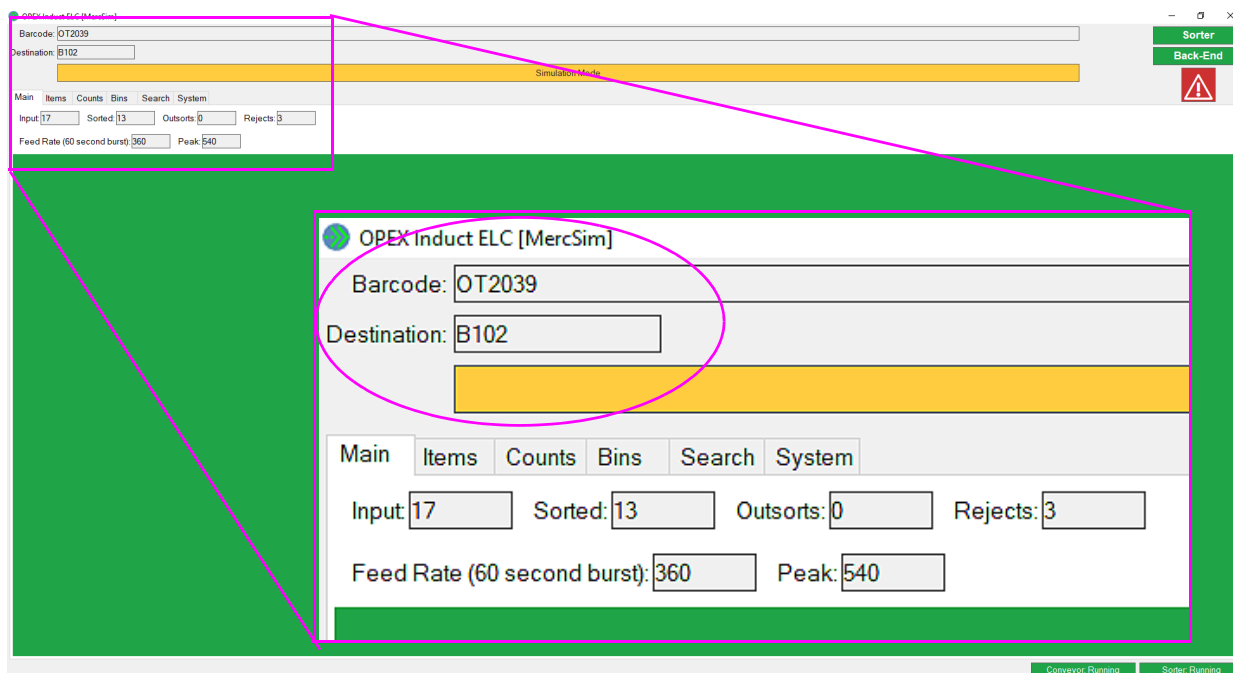 OPEX Induct ELC [MercSim]
Barcode: OT2039
Sorter
Destination: B102
Back-End
Simulation Mode
Main Items Counts Bins Search System
Input: 17 Sorted: 13 Outsorts: 0 Rejects: 3
Feed Rate (60 second burst): 360 Peak: 540
OPEX Induct ELC [MercSim]
Barcode: OT2039
Destination: B102
Main Items Counts Bins Search System
Input: 17 Sorted: 13 Outsorts: 0 Rejects: 3
Feed Rate (60 second burst): 360 Peak: 540
Conveyor: Running Sorter: Running